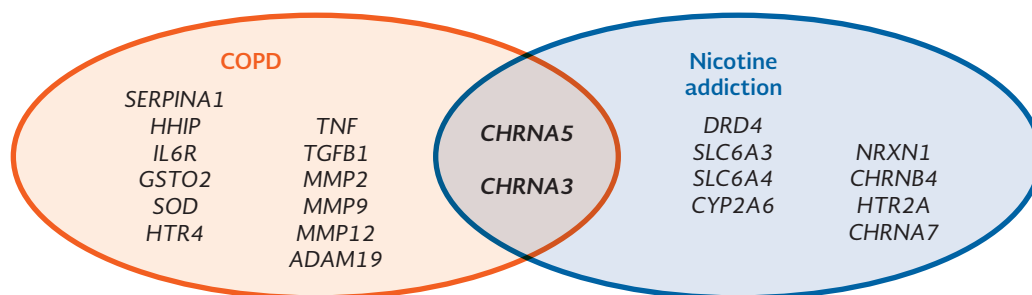 COPD
SERPINA1
HHIP
IL6R
GSTO2
SOD
HTR4
TNF
TGFB1
MMP2
MMP9
MMP12
ADAM19
CHRNA5
CHRNA3
Nicotine
addiction
DRD4
SLC6A3
SLC6A4
CYP2A6
NRXN1
CHRNB4
HTR2A
CHRNA7